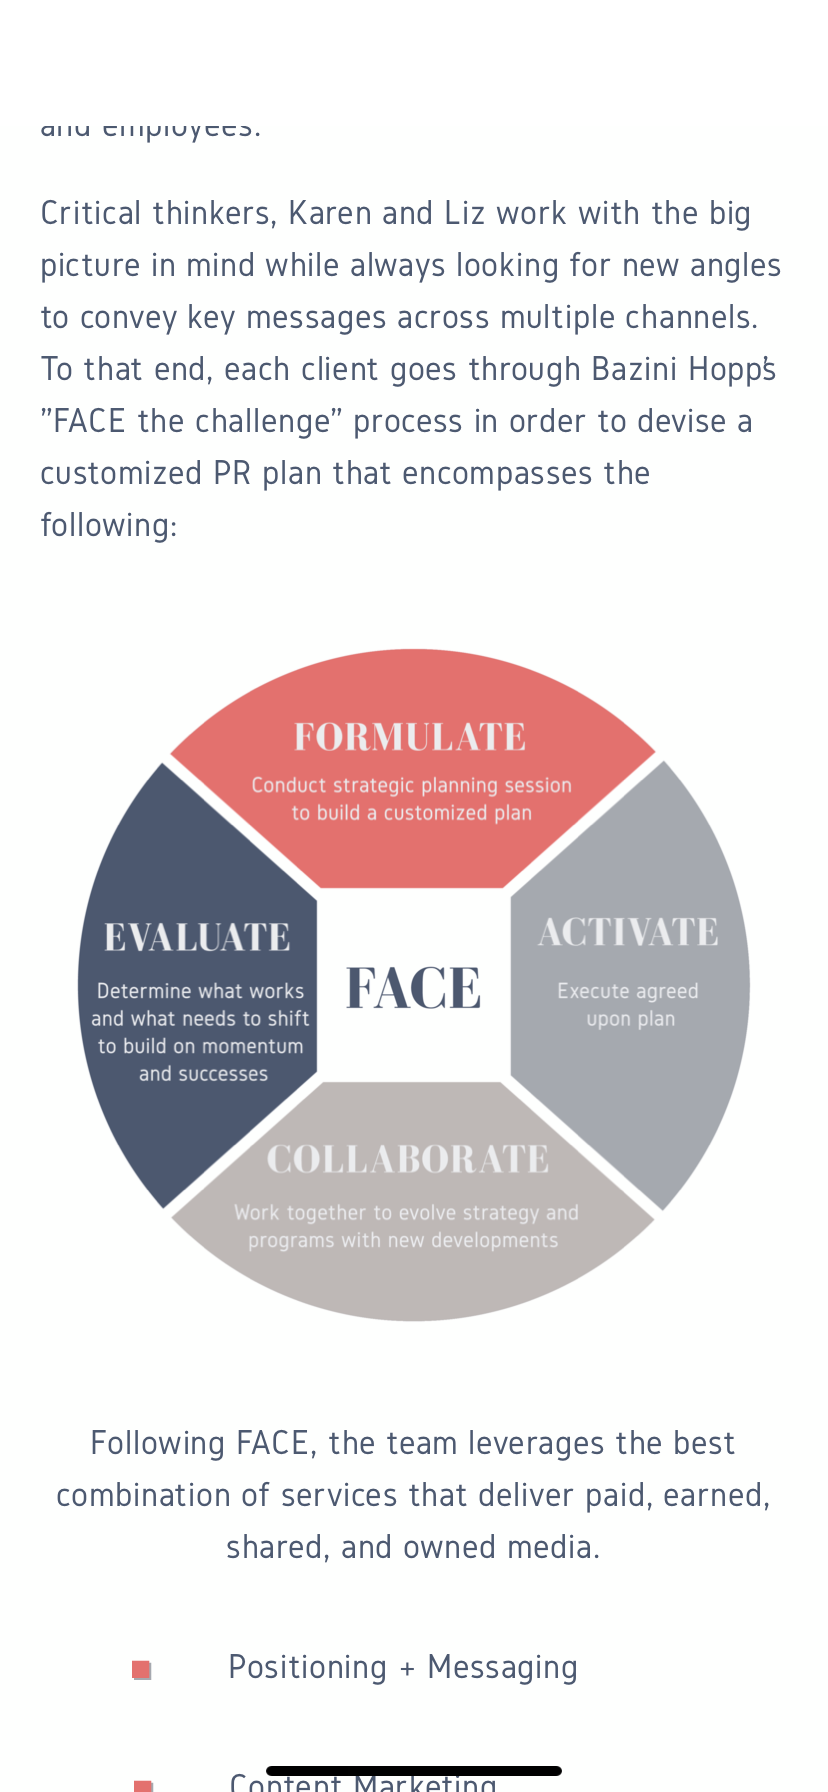 and employees.
Critical thinkers, Karen and Liz work with the big
picture in mind while always looking for new angles
to convey key messages across multiple channels.
To that end, each client goes through Bazini Hopp’s
”FACE the challenge” process in order to devise a
customized PR plan that encompasses the
following:
FORMULATE
Conduct strategic planning session
to build a customized plan
EVALUATE
Determine what works
and what needs to shift
to build on momentum
and successes
FACE
ACTIVATE
Execute agreed
upon plan
COLLABORATE
Work together to evolve strategy and
programs with new developments
Following FACE, the team leverages the best
combination of services that deliver paid, earned,
shared, and owned media.
Positioning + Messaging
Content Marketing